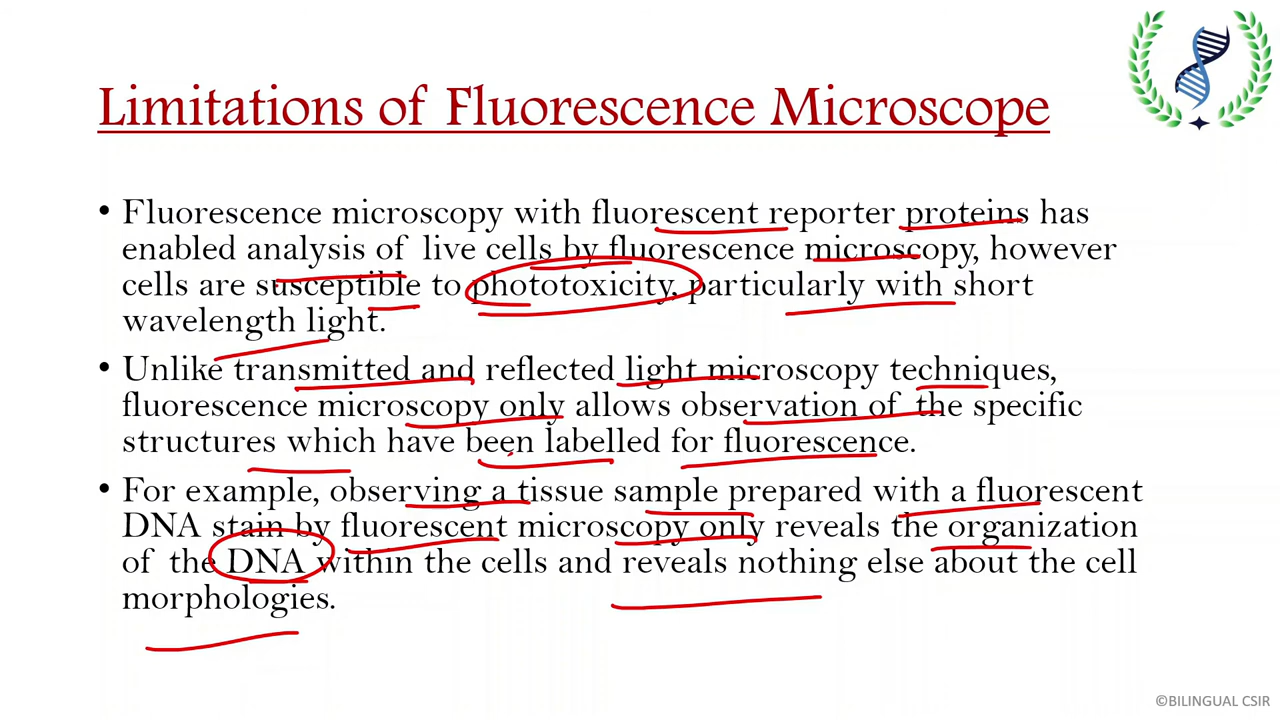 Limitations of Fluorescence Microscope
• Fluorescence microscopy with fluorescent reporter proteins has
enabled analysis of live cells by fluorescence microscopy, however
cells are susceptible to phototoxicity, particularly with short
wavelength light.
• Unlike transmitted and reflected light microscopy techniques,
fluorescence microscopy only allows observation of the specific
structures which have been labelled for fluorescence.
• For example, observing a tissue sample prepared with a fluorescent
DNA stain by fluorescent microscopy only reveals the organization
of the DNA within the cells and reveals nothing else about the cell
morphologies.
©BILINGUAL CSIR